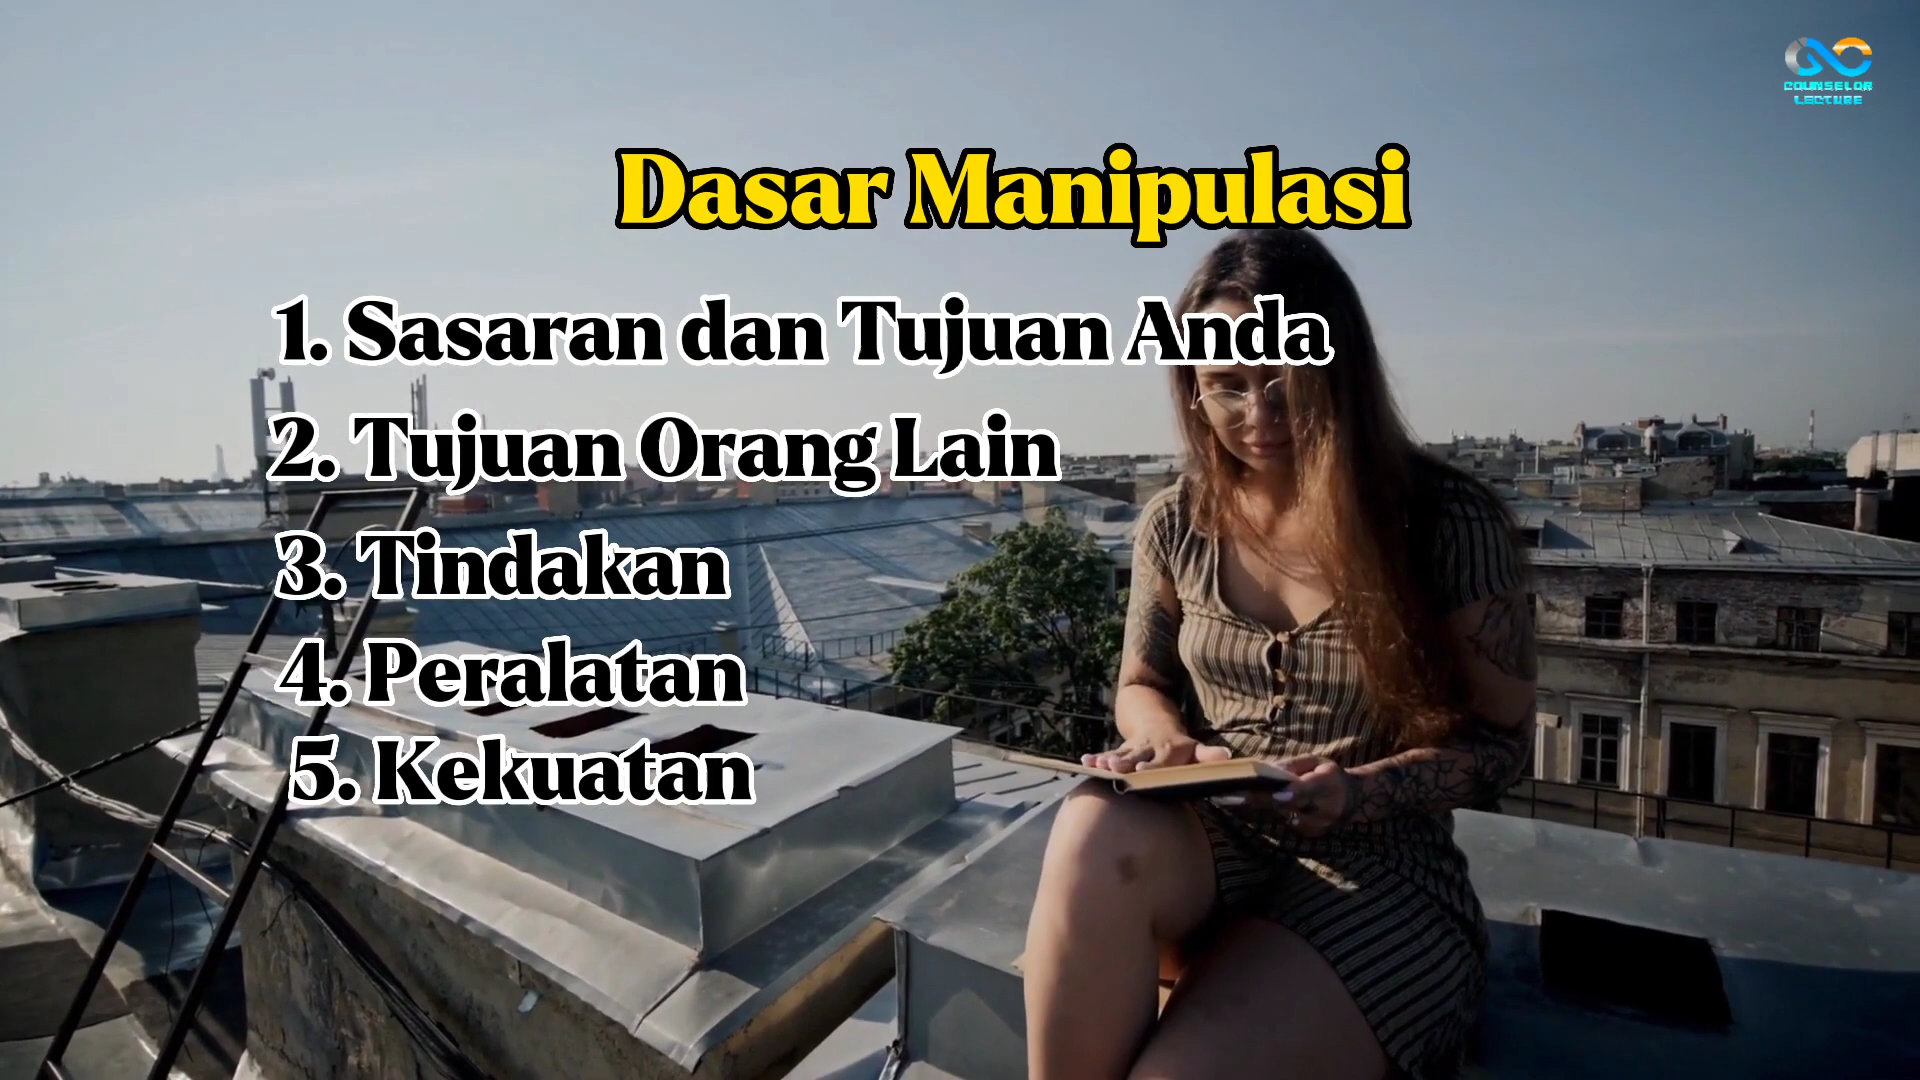 COUNSELOR
LECTURE
Dasar Manipulasi
1. Sasaran dan Tujuan Anda
2. Tujuan Orang Lain
3. Tindakan
4. Peralatan
5. Kekuatan